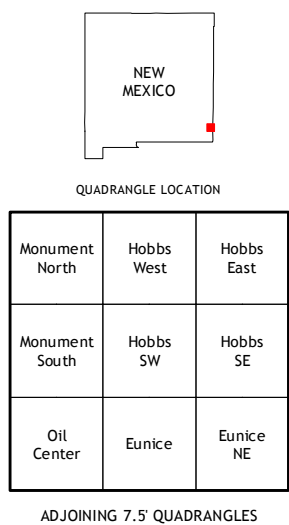 NEW
MEXICO
QUADRANGLE LOCATION
Monument
North
Hobbs
West
Hobbs
East
Monument
South
Hobbs
SW
Hobbs
SE
Oil
Center
Eunice
Eunice
NE
ADJOINING 7.5' QUADRANGLES